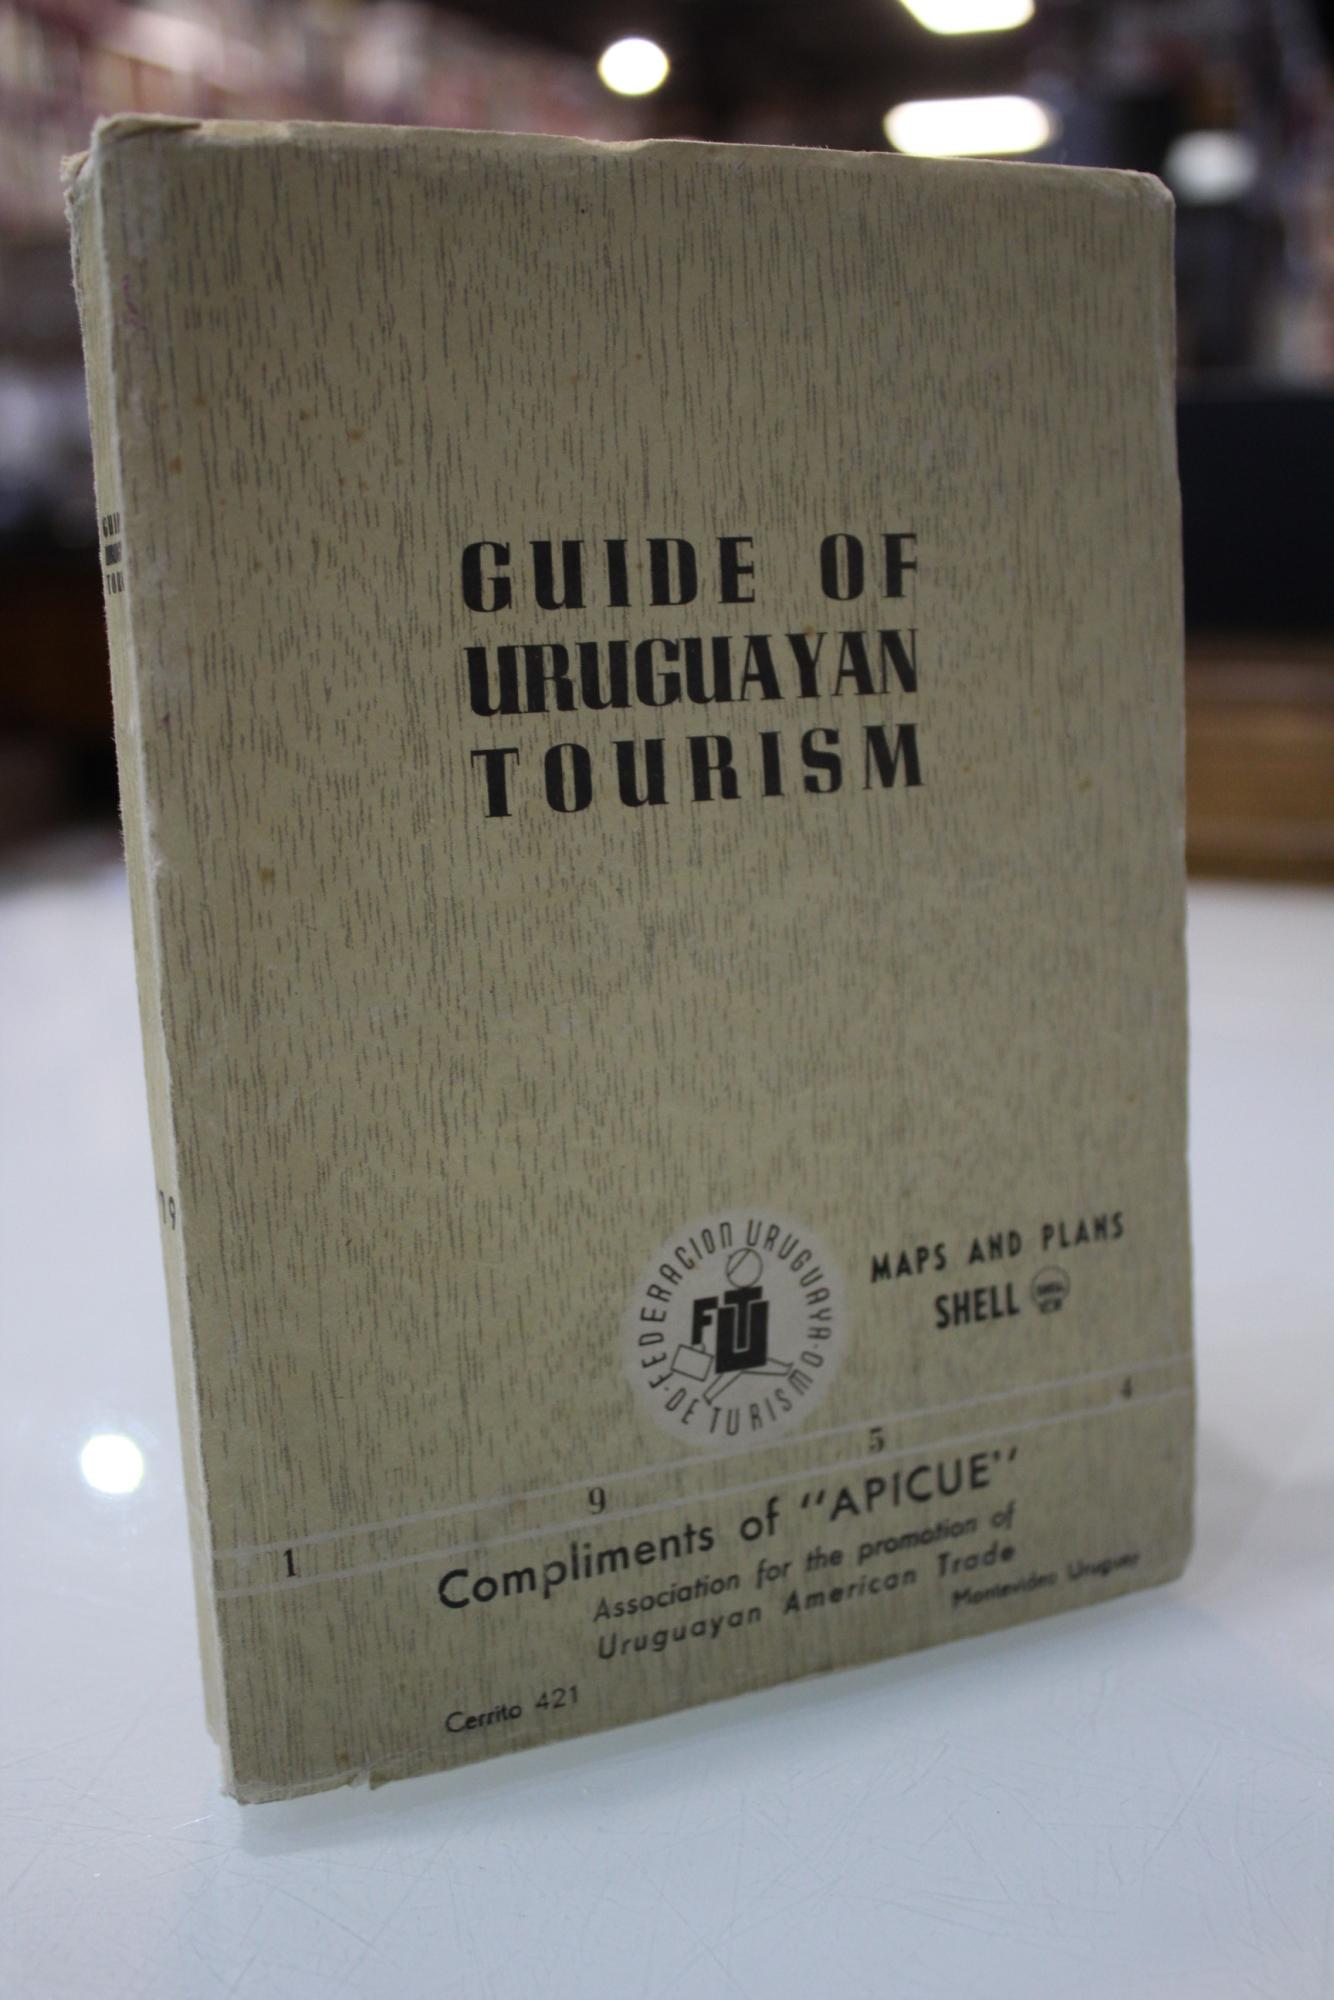 GUIDE OF
URUGUAYAN
TOURISM
FEDERACION URUGUAYA
DE TURISMO
FTU
MAPS AND PLANS
SHELL
1 9 5 4
Compliments of "APICUE"
Association for the promotion of
Uruguayan American Trade
Cerrito 421
Montevideo Uruguay